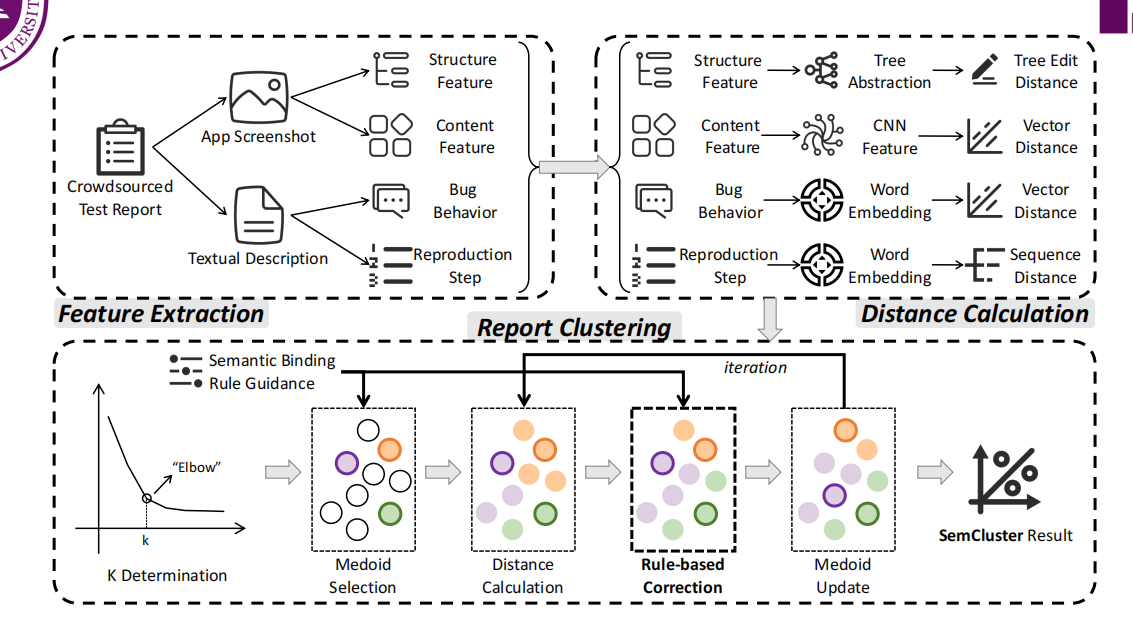 IVERSIT
Structure
Feature
App Screenshot
Content
Feature
Crowdsourced
Test Report
Bug
Behavior
Textual Description
Reproduction
Step
Feature Extraction
Structure
Feature
Tree
Abstraction
Tree Edit
Distance
Content
Feature
CNN
Feature
Vector
Distance
Bug
Behavior
Word
Embedding
Vector
Distance
Reproduction
Step
Word
Embedding
Sequence
Distance
Distance Calculation
Report Clustering
Semantic Binding
Rule Guidance
iteration
“Elbow”
k
K Determination
Medoid
Selection
Distance
Calculation
Rule-based
Correction
Medoid
Update
SemCluster Result